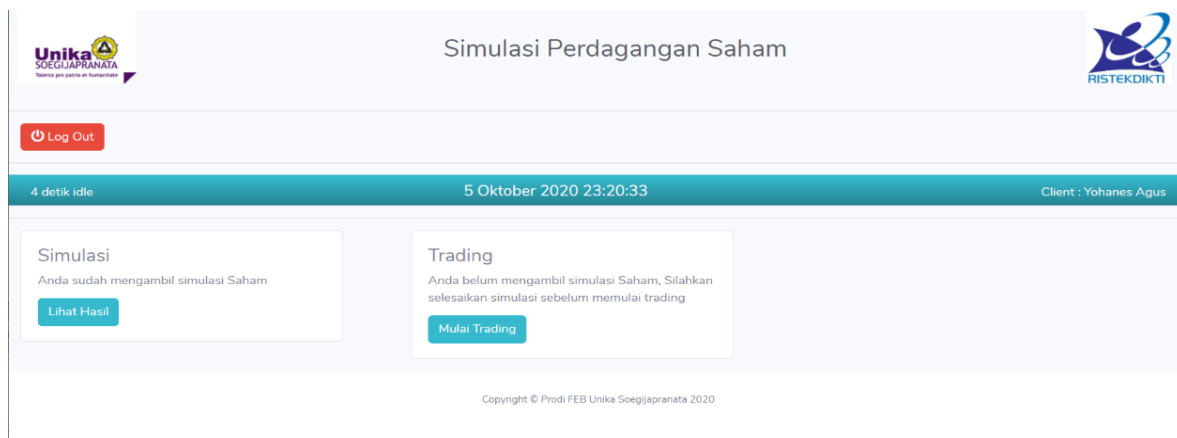 Unika
SOEGIJAPRANATA
Talenta pro patria et humanitate
Simulasi Perdagangan Saham
RISTEKDIKTI
Log Out
4 detik idle
5 Oktober 2020 23:20:33
Client : Yohanes Agus
Simulasi
Anda sudah mengambil simulasi Saham
Lihat Hasil
Trading
Anda belum mengambil simulasi Saham, Silahkan
selesaikan simulasi sebelum memulai trading
Mulai Trading
Copyright © Prodi FEB Unika Soegijapranata 2020